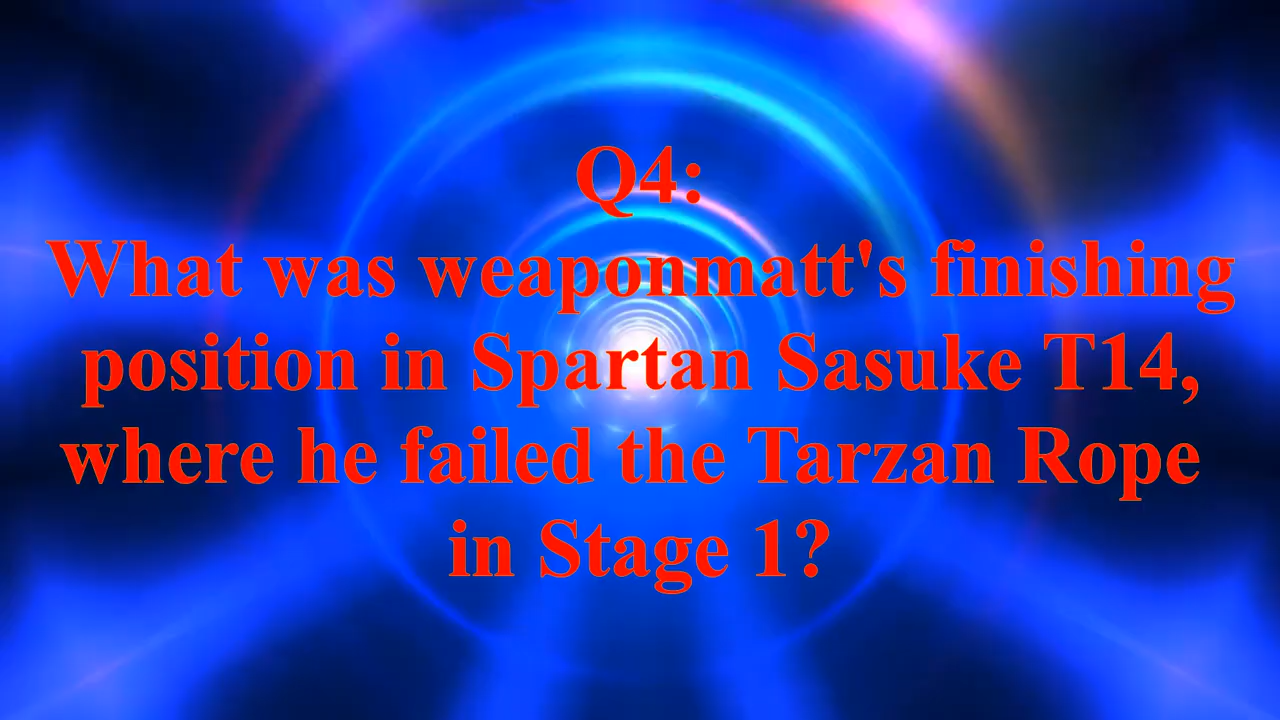 Q4:
What was weaponmatt's finishing
position in Spartan Sasuke T14,
where he failed the Tarzan Rope
in Stage 1?